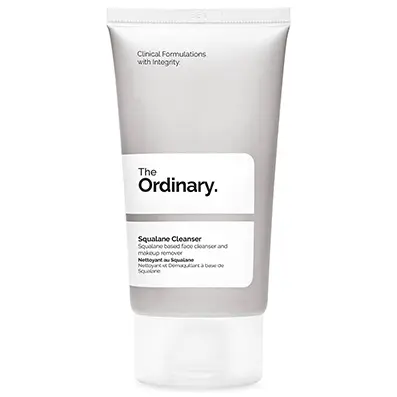 Clinical Formulations
with Integrity.
The
Ordinary.
Squalane Cleanser
Squalane based face cleanser and
makeup remover
Nettoyant au Squalane
Nettoyant et Démaquillant à base de
Squalane.